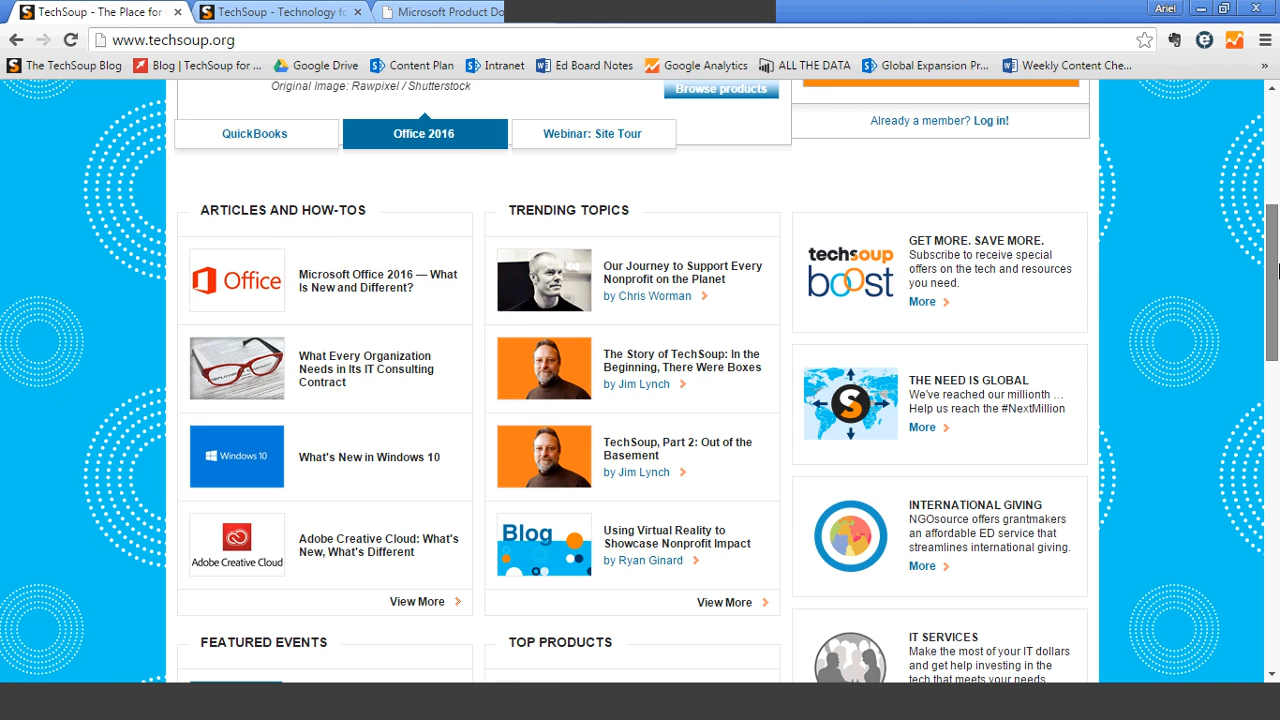 TechSoup - The Place for
TechSoup - Technology fo
Microsoft Product Do
Ariel
www.techsoup.org
The TechSoup Blog
Blog | TechSoup for ...
Google Drive
Content Plan
Intranet
Ed Board Notes
Google Analytics
ALL THE DATA
Global Expansion Pr...
Weekly Content Che...
»
Original Image: Rawpixel / Shutterstock
Browse products
Already a member? Log in!
QuickBooks
Office 2016
Webinar: Site Tour
ARTICLES AND HOW-TOS
Office
Microsoft Office 2016 — What
Is New and Different?
What Every Organization
Needs in Its IT Consulting
Contract
Windows 10
What's New in Windows 10
Adobe Creative Cloud
Adobe Creative Cloud: What's
New, What's Different
View More
TRENDING TOPICS
Our Journey to Support Every
Nonprofit on the Planet
by Chris Worman
The Story of TechSoup: In the
Beginning, There Were Boxes
by Jim Lynch
TechSoup, Part 2: Out of the
Basement
by Jim Lynch
Blog
Using Virtual Reality to
Showcase Nonprofit Impact
by Ryan Ginard
View More
techsoup
boost
GET MORE. SAVE MORE.
Subscribe to receive special
offers on the tech and resources
you need.
More
S
THE NEED IS GLOBAL
We've reached our millionth ...
Help us reach the #NextMillion
More
INTERNATIONAL GIVING
NGOsource offers grantmakers
an affordable ED service that
streamlines international giving.
More
IT SERVICES
Make the most of your IT dollars
and get help investing in the
tech that meets your needs
FEATURED EVENTS
TOP PRODUCTS